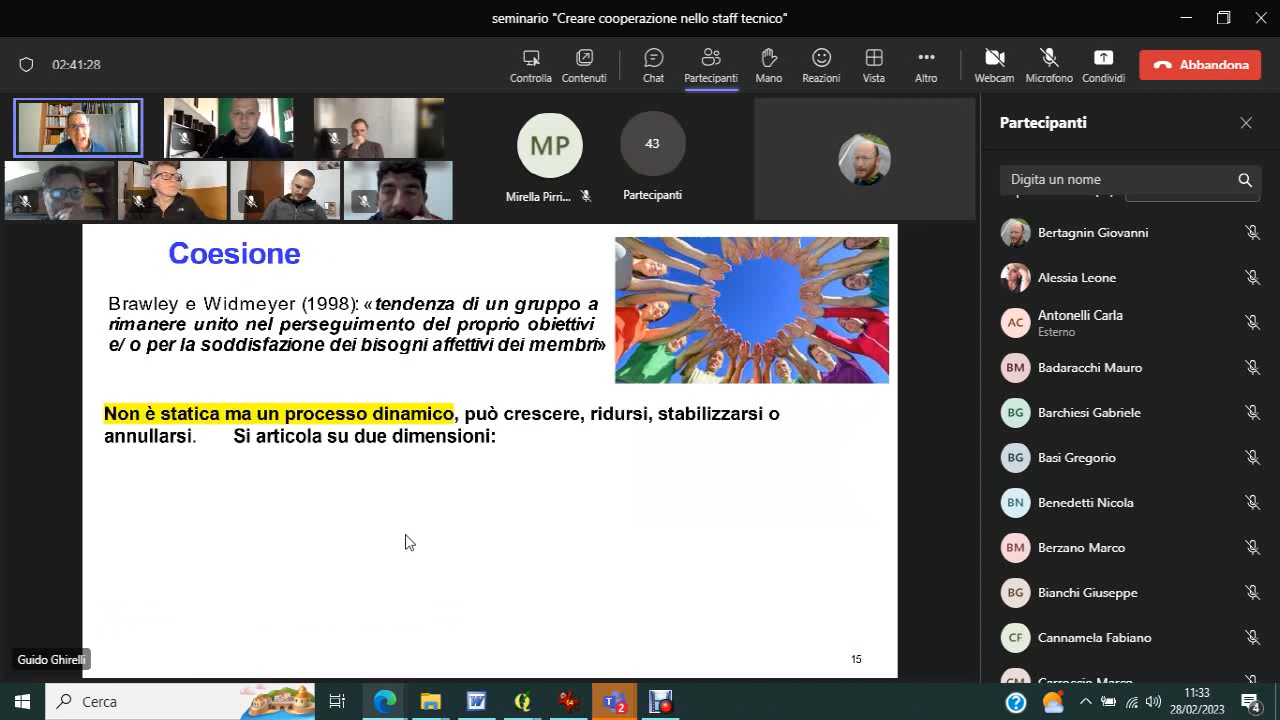 seminario "Creare cooperazione nello staff tecnico"
02:41:28
Controlla
Contenuti
Chat
Partecipanti
Mano
Reazioni
Vista
Altro
Webcam
Microfono
Condividi
Abbandona
MP
Mirella Pirri...
43
Partecipanti
Partecipanti
Digita un nome
Bertagnin Giovanni
Alessia Leone
AC
Antonelli Carla
Esterno
BM
Badaracchi Mauro
BG
Barchiesi Gabriele
BG
Basi Gregorio
BN
Benedetti Nicola
BM
Berzano Marco
BG
Bianchi Giuseppe
CF
Cannamela Fabiano
Coesione
Brawley e Widmeyer (1998): «tendenza di un gruppo a
rimanere unito nel perseguimento del proprio obiettivi
e/ o per la soddisfazione dei bisogni affettivi dei membri»
Non è statica ma un processo dinamico, può crescere, ridursi, stabilizzarsi o
annullarsi. Si articola su due dimensioni:
Guido Ghirelli
15
Cerca
2
11:33
28/02/2023
4